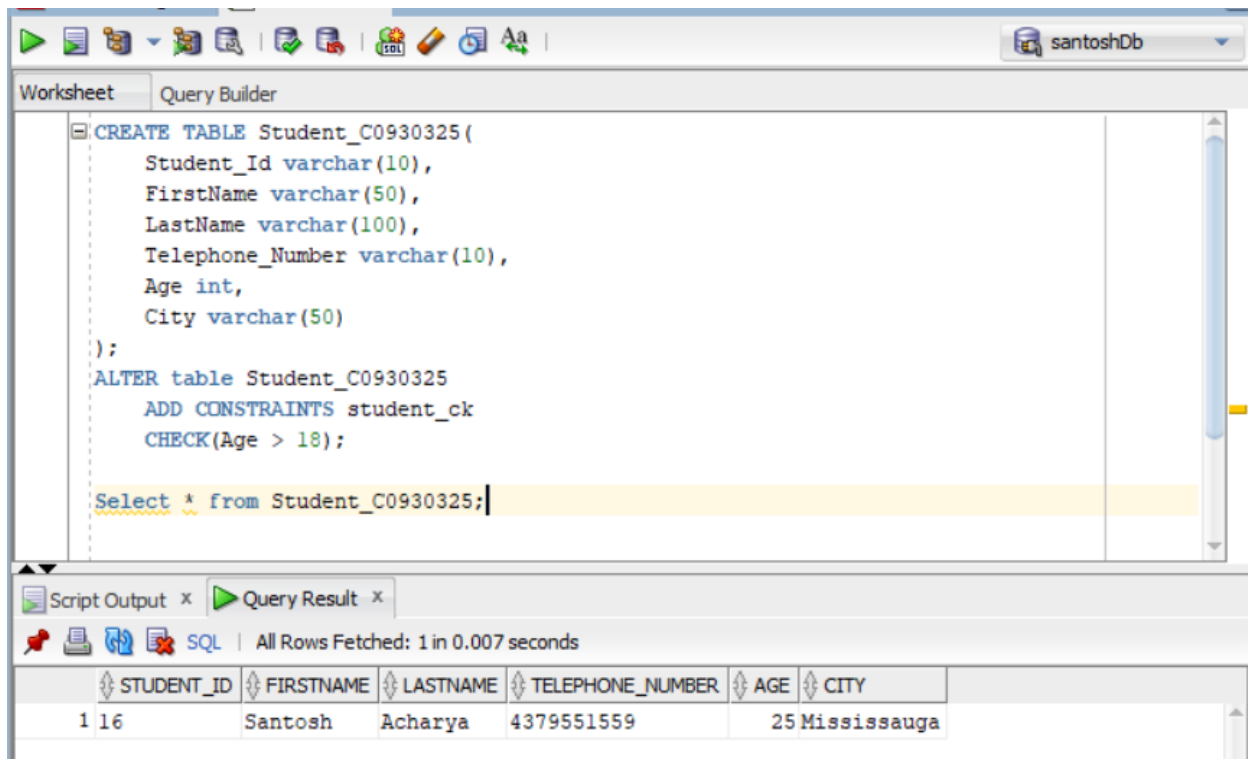 santoshDb
Worksheet Query Builder
CREATE TABLE Student_C0930325(
Student_Id varchar(10),
FirstName varchar(50),
LastName varchar(100),
Telephone_Number varchar(10),
Age int,
City varchar(50)
);
ALTER table Student_C0930325
ADD CONSTRAINTS student_ck
CHECK(Age > 18);
Select * from Student_C0930325;
Script Output x Query Result x
SQL | All Rows Fetched: 1 in 0.007 seconds
STUDENT_ID FIRSTNAME LASTNAME TELEPHONE_NUMBER AGE CITY
1 16 Santosh Acharya 4379551559 25 Mississauga